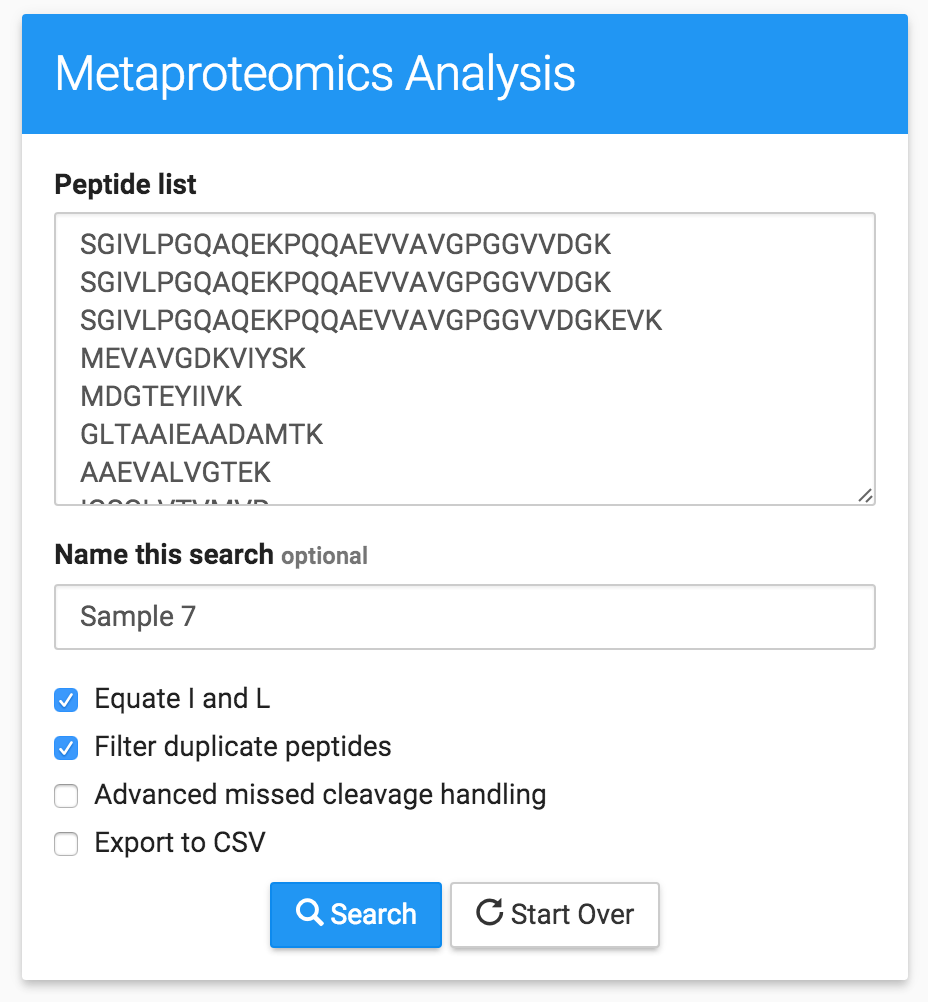 Metaproteomics Analysis
Peptide list
SGIVLPGQAQEKPQQAEVVAVGPGGVVDGK
SGIVLPGQAQEKPQQAEVVAVGPGGVVDGK
SGIVLPGQAQEKPQQAEVVAVGPGGVVDGKEVK
MEVAVGDKVIYSK
MDGTEYIIVK
GLTAAIEAADAMTK
AAEVALVGTEK
Name this search optional
Sample 7
Equate I and L
Filter duplicate peptides
Advanced missed cleavage handling
Export to CSV
Search Start Over